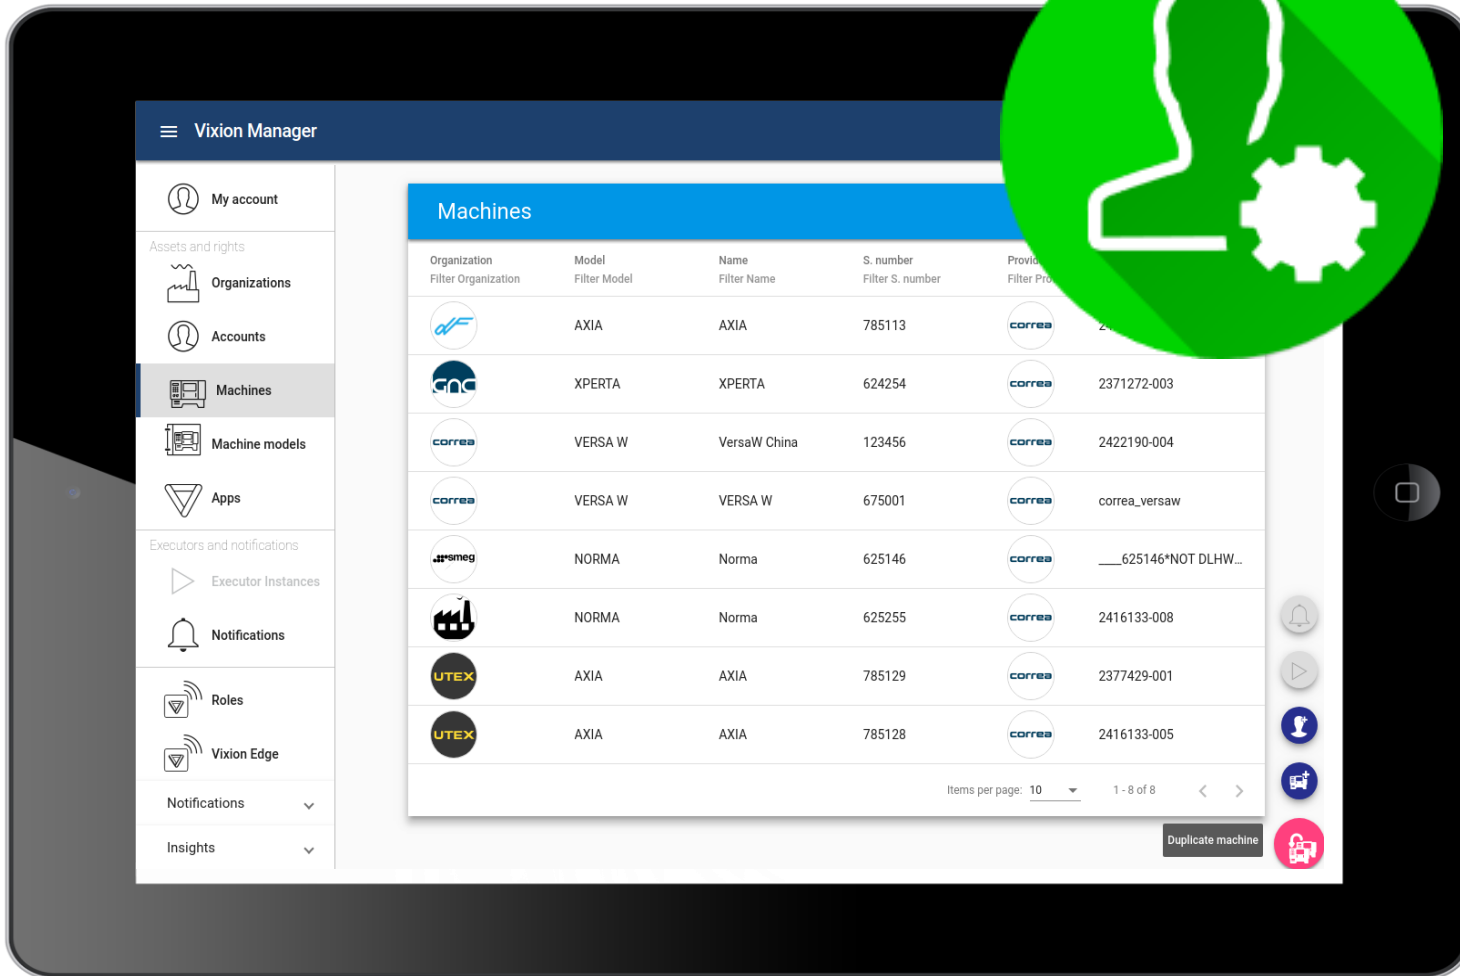 Vixion Manager
My account
Assets and rights
Organizations
Accounts
Machines
Machine models
Apps
Executors and notifications
Executor Instances
Notifications
Roles
Vixion Edge
Notifications
Insights
Machines
Organization Model Name S. number
Filter Organization Filter Model Filter Name Filter S. number Filter
AXIA AXIA 785113 correa
GNC XPERTA XPERTA 624254 correa 2371272-003
correa VERSA W VersaW China 123456 correa 2422190-004
correa VERSA W VERSA W 675001 correa correa_versaw
smeg NORMA Norma 625146 correa ____625146*NOT DLHW...
NORMA Norma 625255 correa 2416133-008
UTEX AXIA AXIA 785129 correa 2377429-001
UTEX AXIA AXIA 785128 correa 2416133-005
Items per page: 10 1 - 8 of 8
Duplicate machine